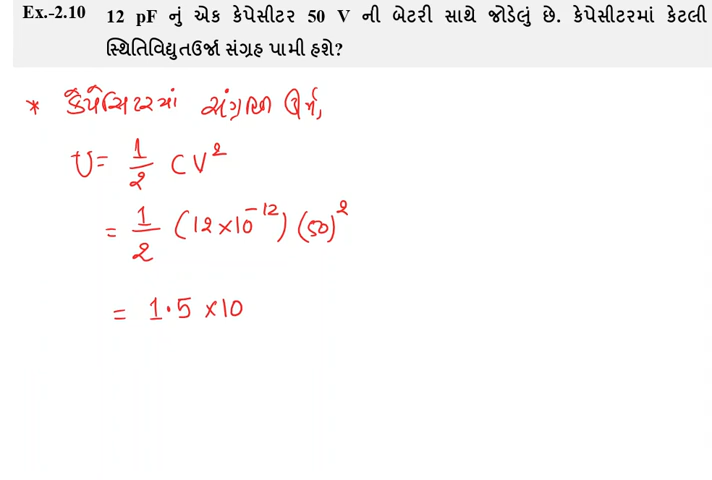 Ex.-2.10 12 pF નું એક કેપેસીટર 50 V ની બેટરી સાથે જોડેલું છે. કેપેસીટરમાં કેટલી
સ્થિતિવિદ્યુતઉર્જા સંગ્રહ પામી હશે?
* કેપેસિટરમાં સંગ્રહિત ઊર્જા,
U = 1/2 CV²
= 1/2 (12×10⁻¹²) (50)²
= 1.5 ×10